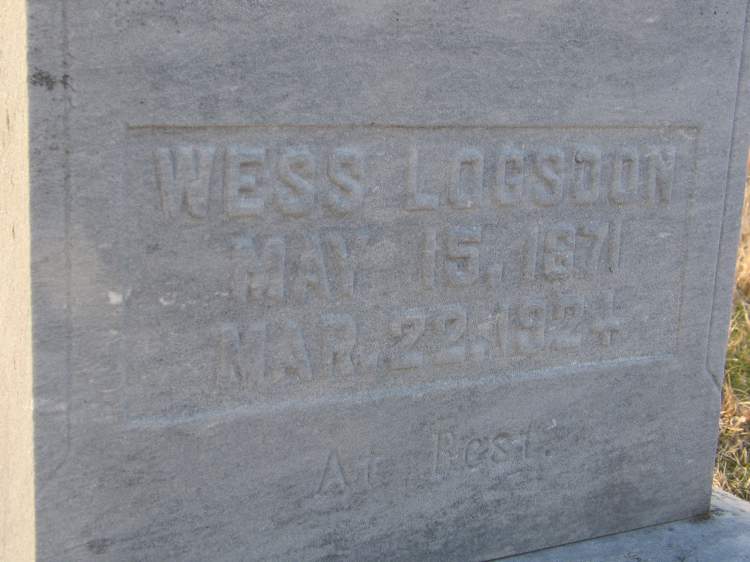 WESS LOGSDON
MAY 15, 1871
MAR. 22, 1924
At Rest.